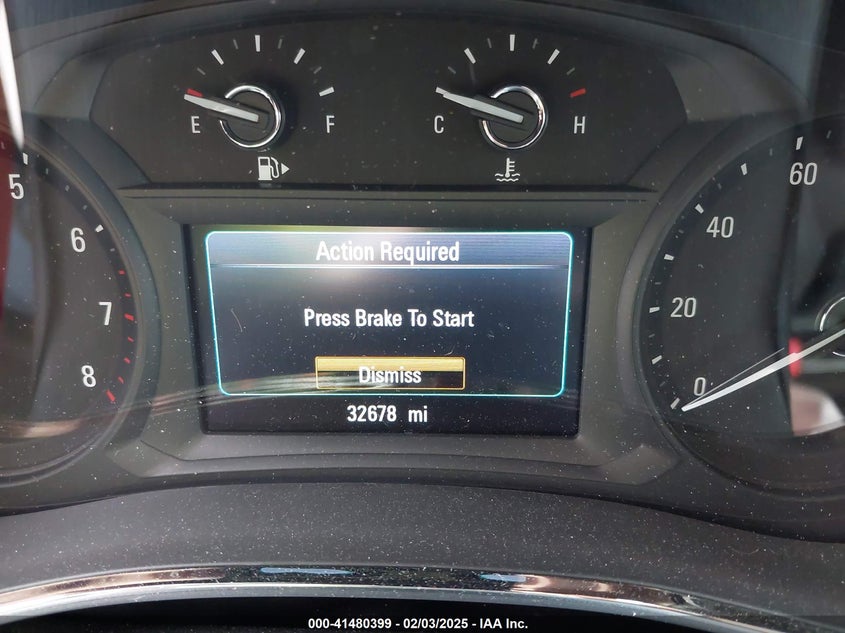 E F C H
5 6 7 8
60 40 20 0
Action Required
Press Brake To Start
Dismiss
32678 mi
000-41480399 - 02/03/2025 - IAA Inc.